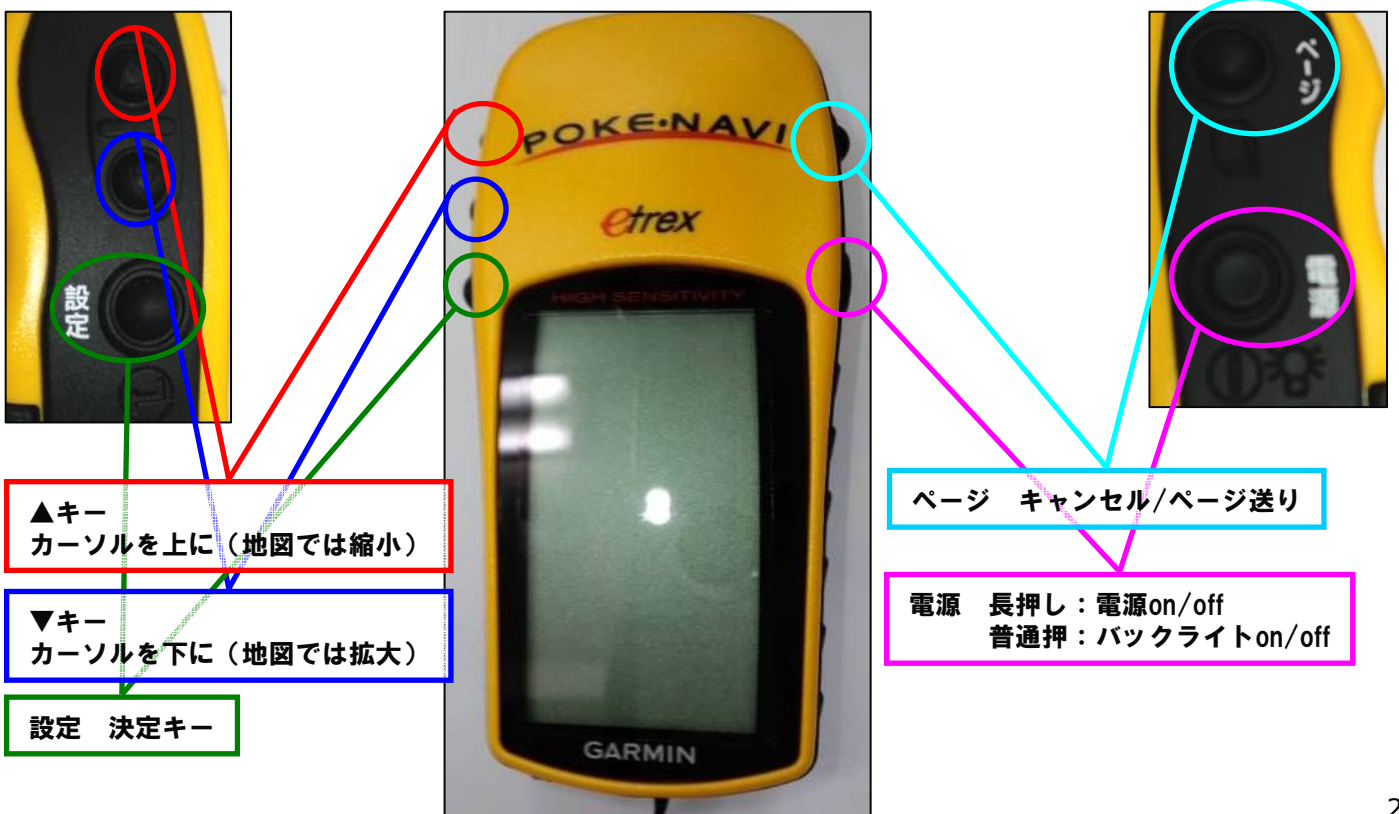 ページ
POKE・NAVI
etrex
電源
設定
HIGH SENSITIVITY
▲キー
カーソルを上に（地図では縮小）
ページ　キャンセル/ページ送り
▼キー
カーソルを下に（地図では拡大）
電源　長押し：電源on/off
普通押：バックライトon/off
設定　決定キー
GARMIN
2